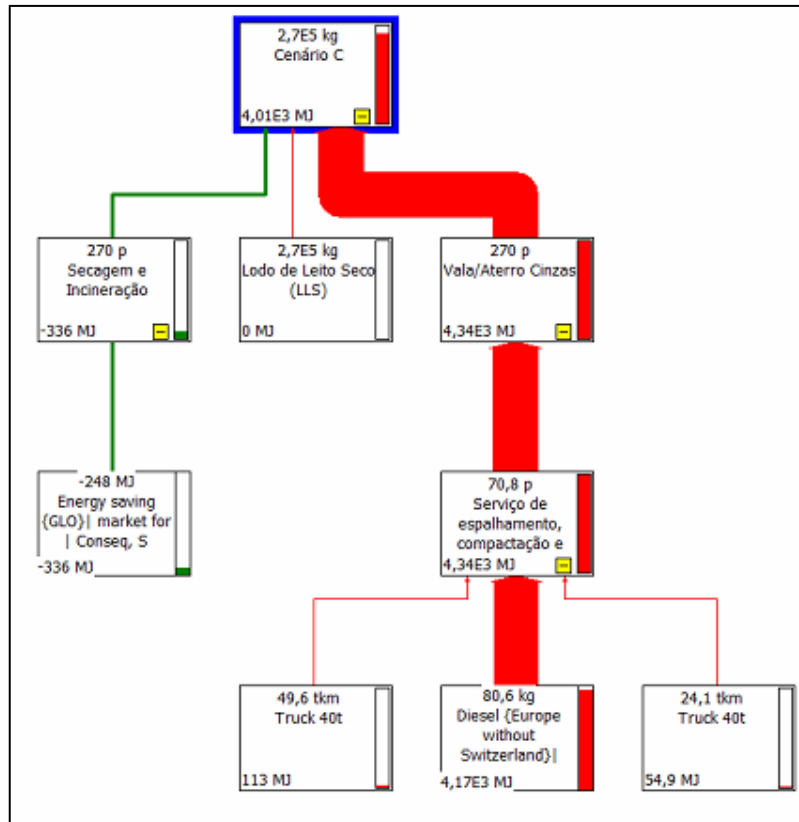 2,7E5 kg
Cenário C
4,01E3 MJ
270 p
Secagem e
Incineração
-336 MJ
2,7E5 kg
Lodo de Leito Seco
(LLS)
0 MJ
270 p
Vala/Aterro Cinzas
4,34E3 MJ
-248 MJ
Energy saving
{GLO}| market for
| Conseq, S
-336 MJ
70,8 p
Serviço de
espalhamento,
compactação e
4,34E3 MJ
49,6 tkm
Truck 40t
113 MJ
80,6 kg
Diesel {Europe
without
Switzerland}|
4,17E3 MJ
24,1 tkm
Truck 40t
54,9 MJ